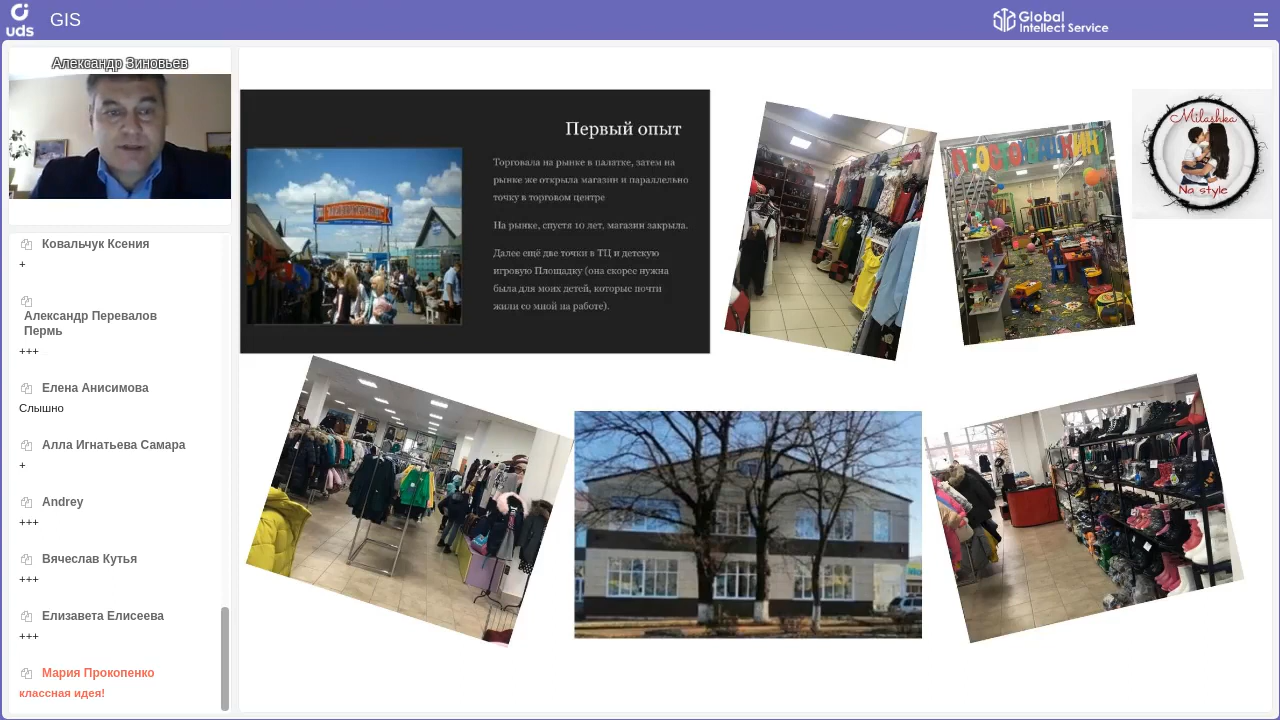 uds
GIS
Global
Intellect Service
Александр Зиновьев
Ковальчук Ксения
+
Александр Перевалов
Пермь
+++
Елена Анисимова
Слышно
Алла Игнатьева Самара
+
Andrey
+++
Вячеслав Кутья
+++
Елизавета Елисеева
+++
Мария Прокопенко
классная идея!
Первый опыт
Торговала на рынке в палатке, затем на
рынке же открыла магазин и параллельно
точку в торговом центре
На рынке, спустя 10 лет, магазин закрыла.
Далее ещё две точки в ТЦ и детскую
игровую Площадку (она скорее нужна
была для моих детей, которые почти
жили со мной на работе).
Milashka
Na style